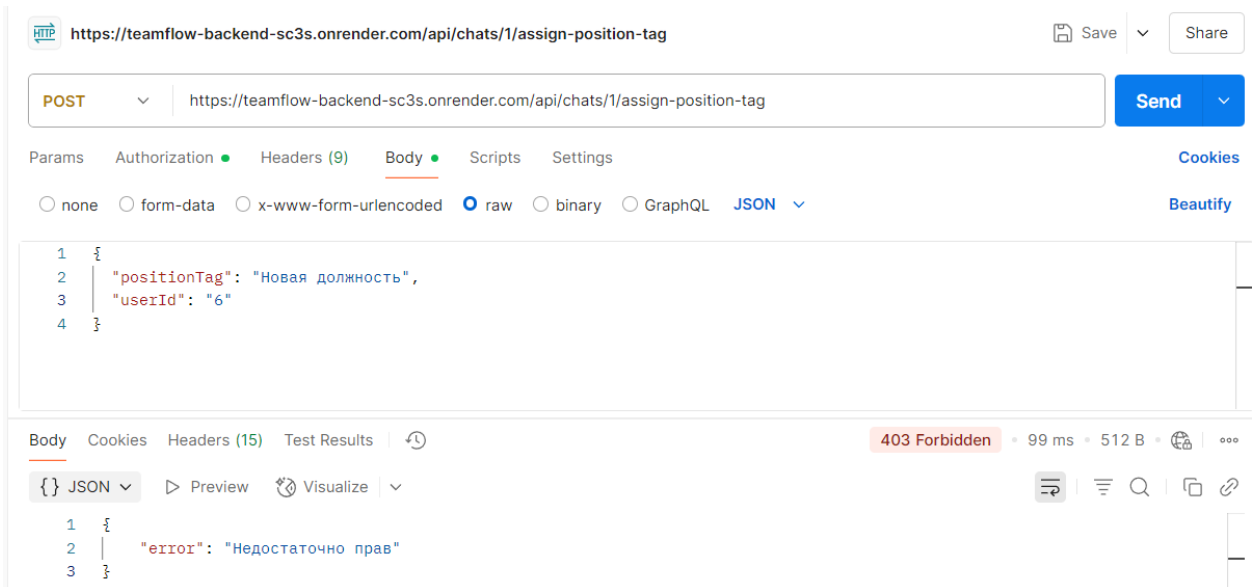 HTTP https://teamflow-backend-sc3s.onrender.com/api/chats/1/assign-position-tag Save Share
POST https://teamflow-backend-sc3s.onrender.com/api/chats/1/assign-position-tag Send
Params Authorization Headers (9) Body Scripts Settings Cookies
none form-data x-www-form-urlencoded raw binary GraphQL JSON Beautify
1 {
2 "positionTag": "Новая должность",
3 "userId": "6"
4 }
Body Cookies Headers (15) Test Results 403 Forbidden 99 ms 512 B
{} JSON Preview Visualize
1 {
2 "error": "Недостаточно прав"
3 }